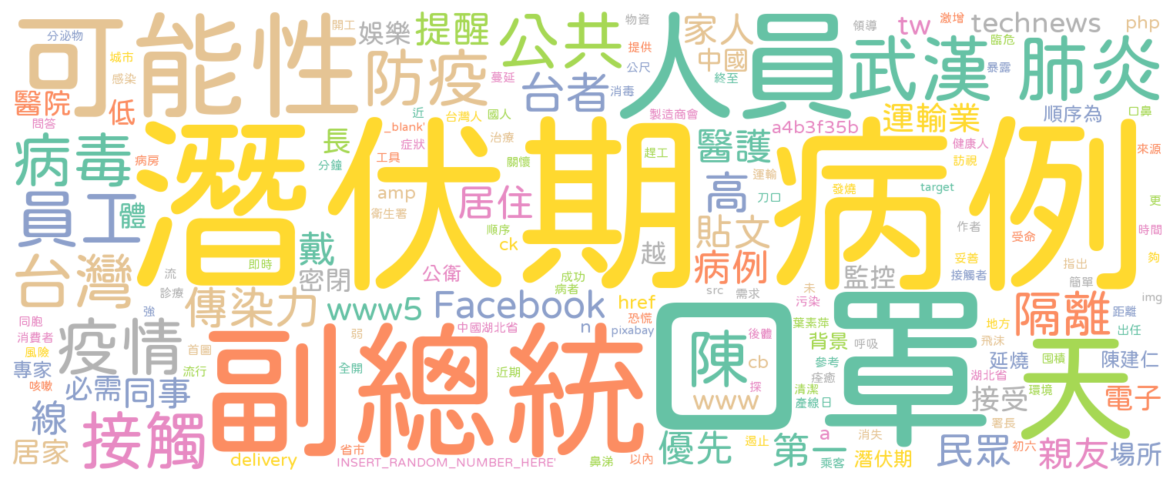 分泌物 開工 娛樂 提醒 公共 物資 家人 領導 激增 tw technews php
可能性 城市 感染 防疫 蔓延 台者 提供 公尺 消毒 人員 中國 終至 武漢 臨危 暴露 肺炎
醫院 低 問答 近 台灣人 國人 製造商會 a4b3f35b 運輸業 順序為 口鼻
病毒 病房 長 分鐘 _blank' 症狀 工具 治療 關懷 趕工 醫護 健康人 訪視 來源
潛伏期 病例
員工 體 amp 衛生署 居住 順序 ck 高 運輸 刀口 發燒 target 更
台灣 即時 戴 密閉 公衛 成功 病者 越 貼文 病例 監控 作者 受命 妥善 接觸者 指出 時間 夠
流 診療 傳染力 強 www5 Facebook n href 恐慌 pixabay src 需求 未 污染 簡單 img
同胞 消費者 疫情 中國湖北省 隔離 距離
風險 首圖 弱 後體 葉素萍 背景 呼吸 地方 飛沫 出任
專家 咳嗽 流行 全開 近期 陳 cb 參考 痊癒 延燒 囤積 陳建仁
副總統 口罩 天
必需 同事 探 www 清潔 產線 日 湖北省 接受 環境 電子
線 接觸 署長
居家 省市 delivery INSERT_RANDOM_NUMBER_HERE' 鼻涕 以內 優先 遏止 第一 a 乘客 消失 潛伏期 民眾 初六 親友 場所